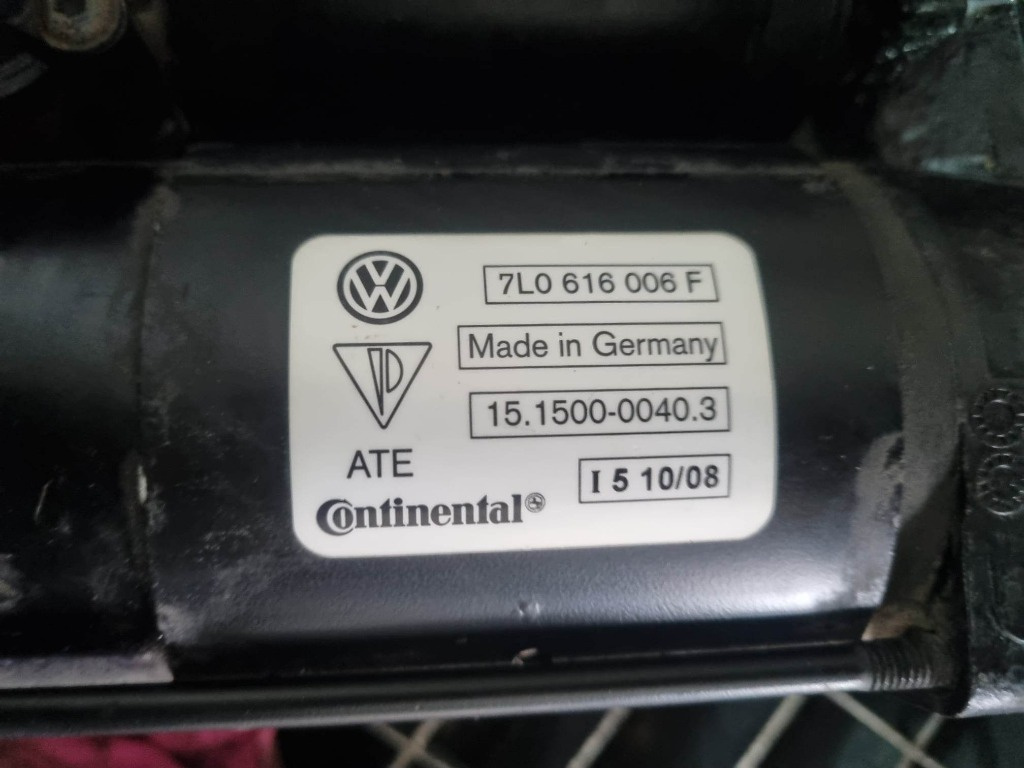 7L0 616 006 F
Made in Germany
15.1500-0040.3
ATE
I 5 10/08
Continental